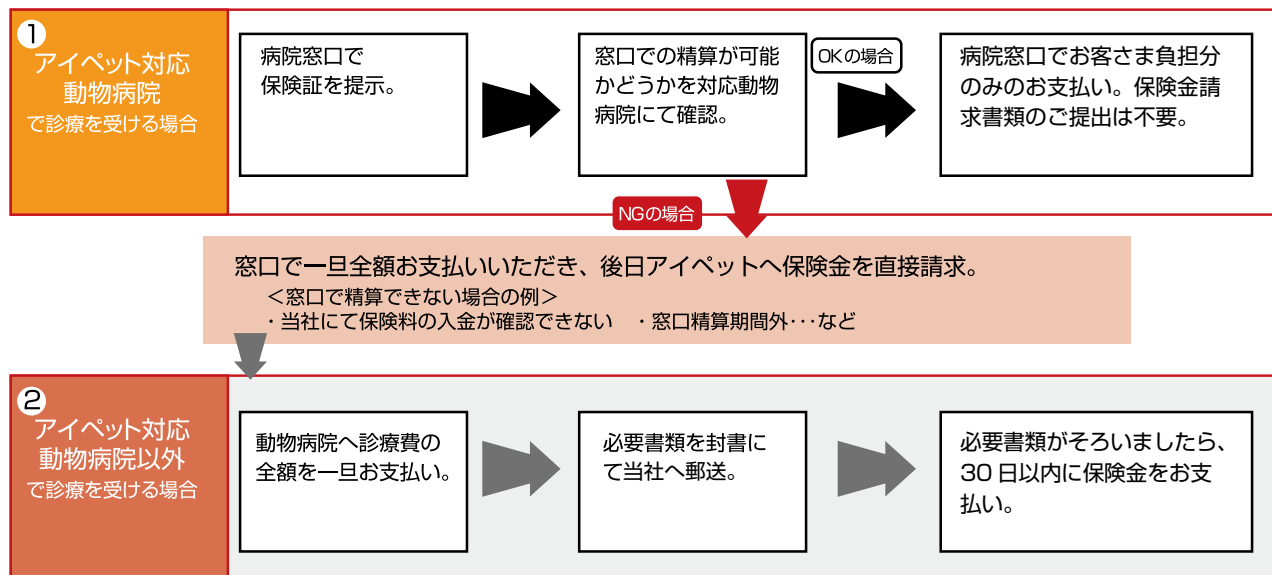 1
アイペット対応
動物病院
で診療を受ける場合
病院窓口で
保険証を提示。
窓口での精算が可能
かどうかを対応動物
病院にて確認。
OKの場合
病院窓口でお客さま負担分
のみのお支払い。保険金請
求書類のご提出は不要。
NGの場合
窓口で一旦全額お支払いいただき、後日アイペットへ保険金を直接請求。
＜窓口で精算できない場合の例＞
・当社にて保険料の入金が確認できない ・窓口精算期間外･･･など
2
アイペット対応
動物病院以外
で診療を受ける場合
動物病院へ診療費の
全額を一旦お支払い。
必要書類を封書に
て当社へ郵送。
必要書類がそろいましたら、
30日以内に保険金をお支
払い。